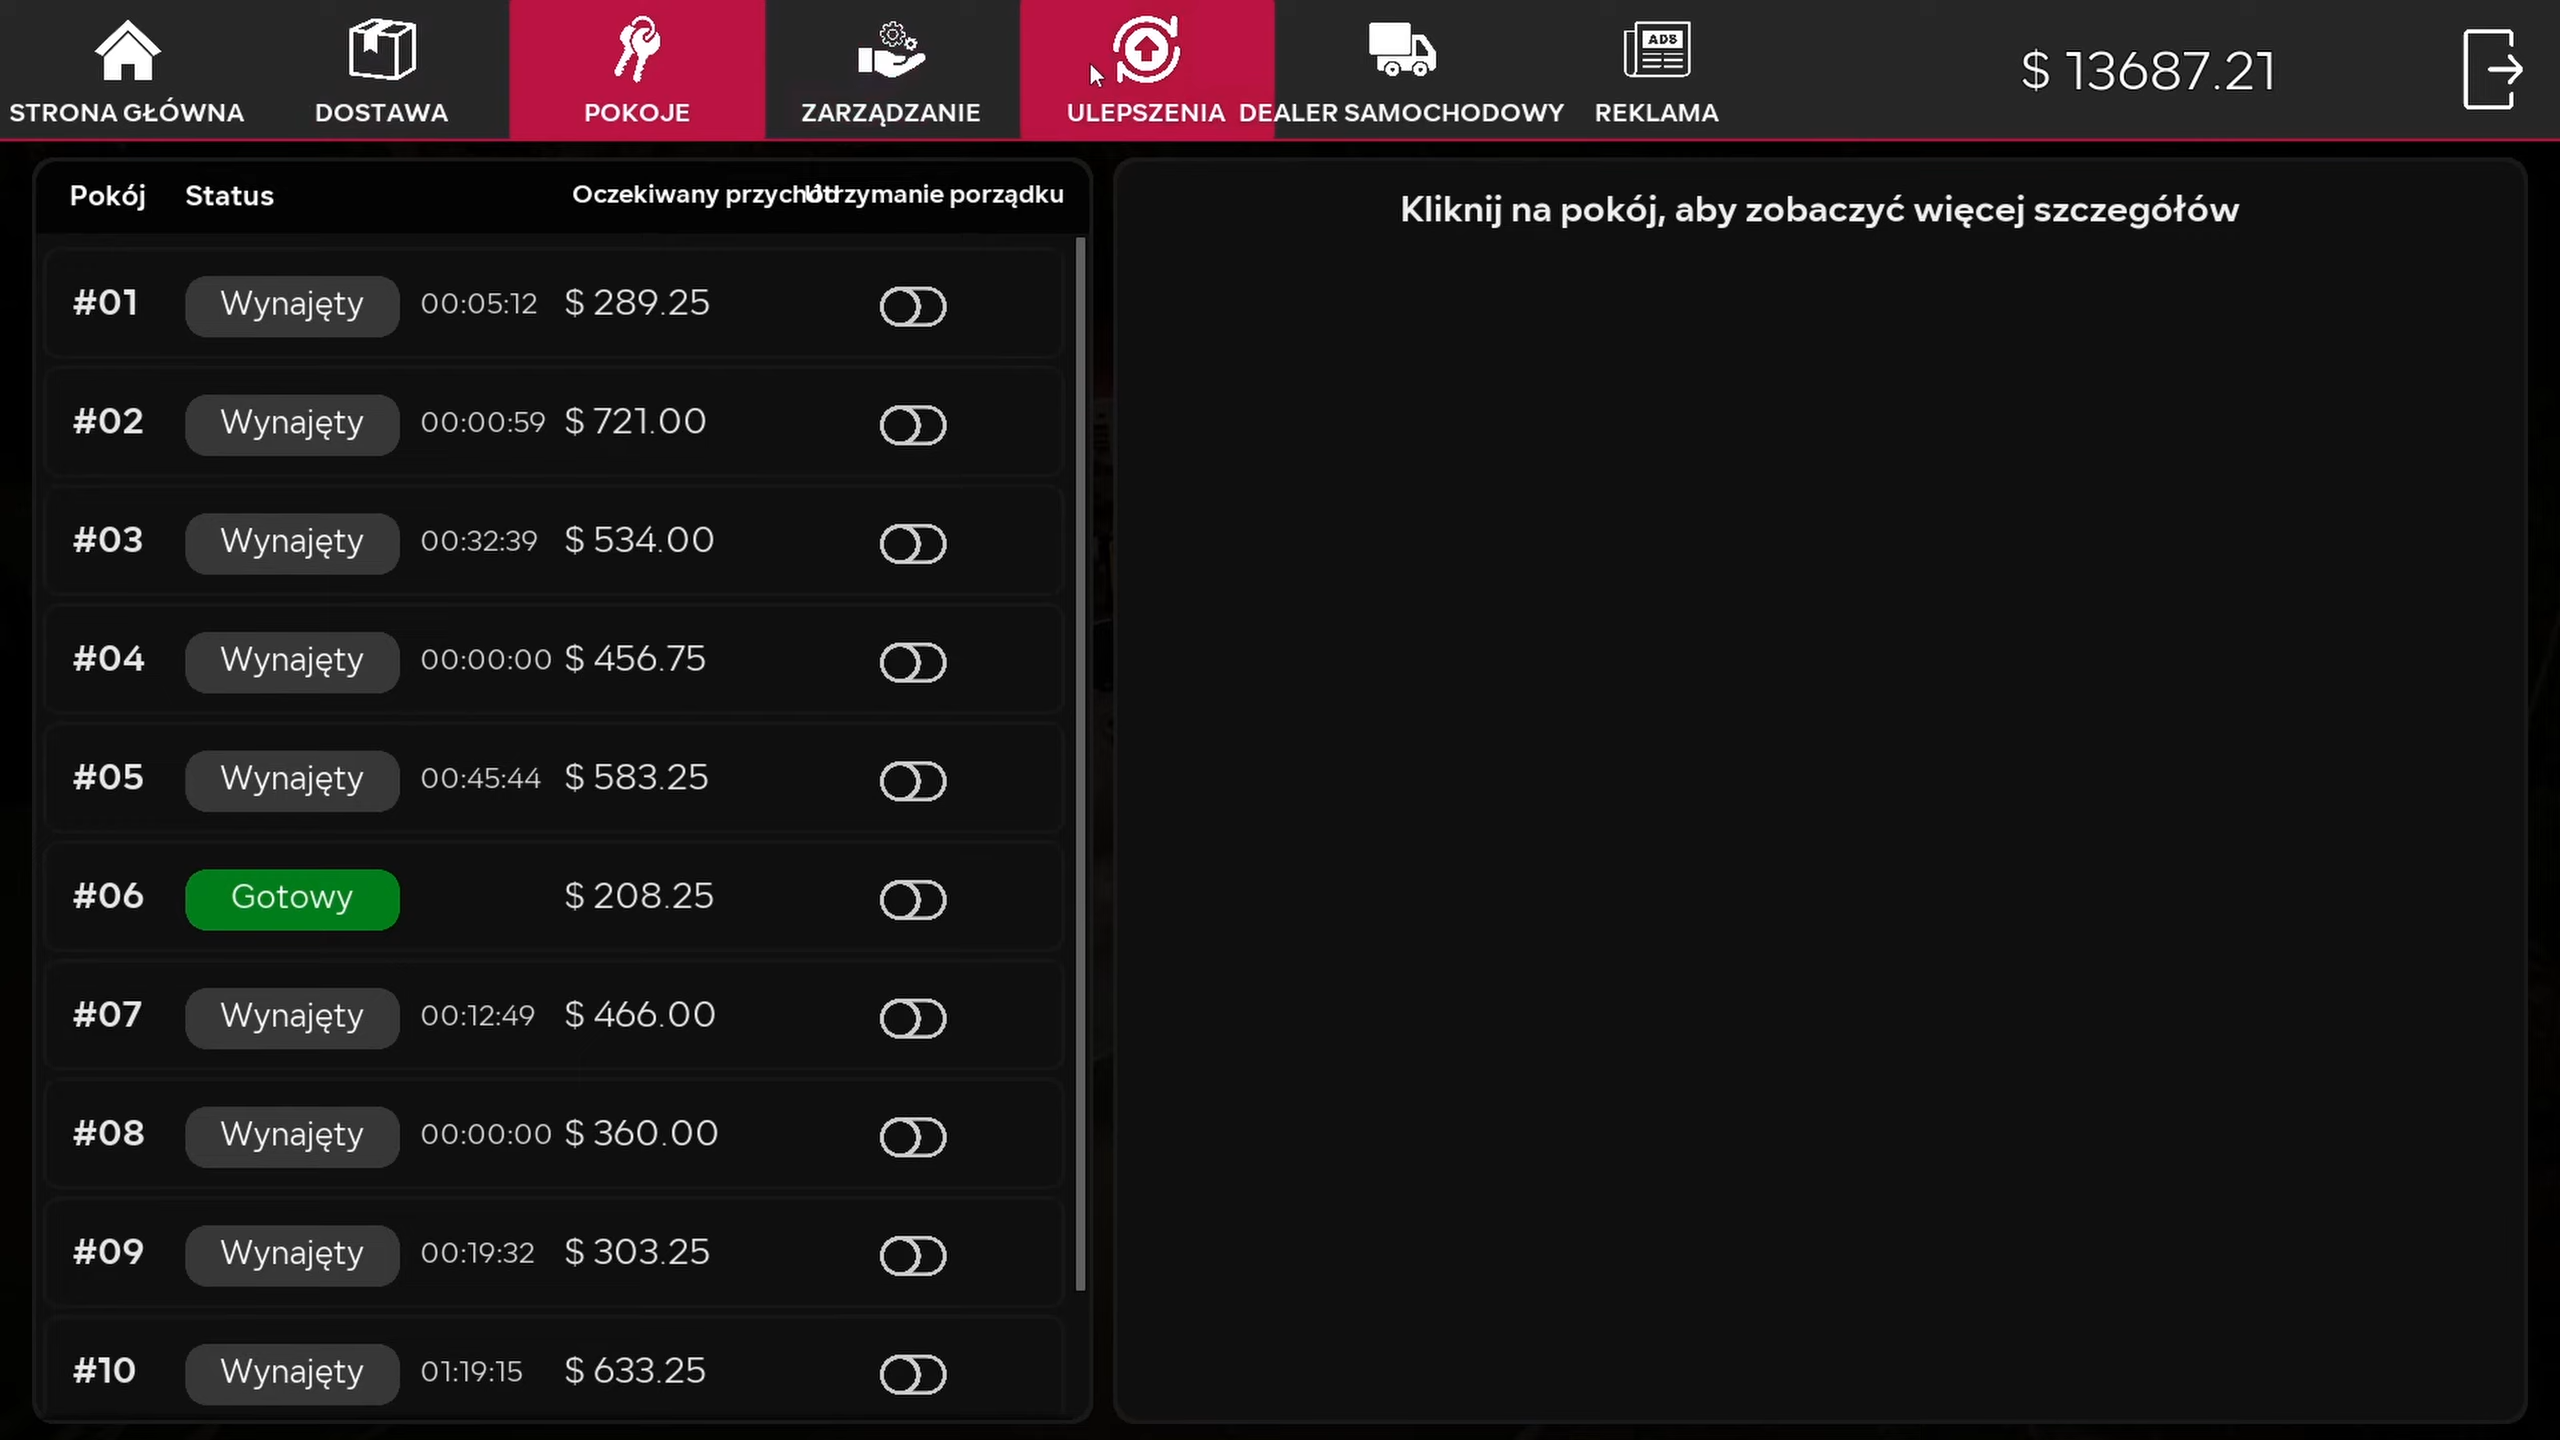 STRONA GŁÓWNA
DOSTAWA
POKOJE
ZARZĄDZANIE
ULEPSZENIA
DEALER SAMOCHODOWY
ADS
REKLAMA
$ 13687.21
Pokój Status Oczekiwany przychód Utrzymanie porządku
#01 Wynajęty 00:05:12 $ 289.25
#02 Wynajęty 00:00:59 $ 721.00
#03 Wynajęty 00:32:39 $ 534.00
#04 Wynajęty 00:00:00 $ 456.75
#05 Wynajęty 00:45:44 $ 583.25
#06 Gotowy $ 208.25
#07 Wynajęty 00:12:49 $ 466.00
#08 Wynajęty 00:00:00 $ 360.00
#09 Wynajęty 00:19:32 $ 303.25
#10 Wynajęty 01:19:15 $ 633.25
Kliknij na pokój, aby zobaczyć więcej szczegółów